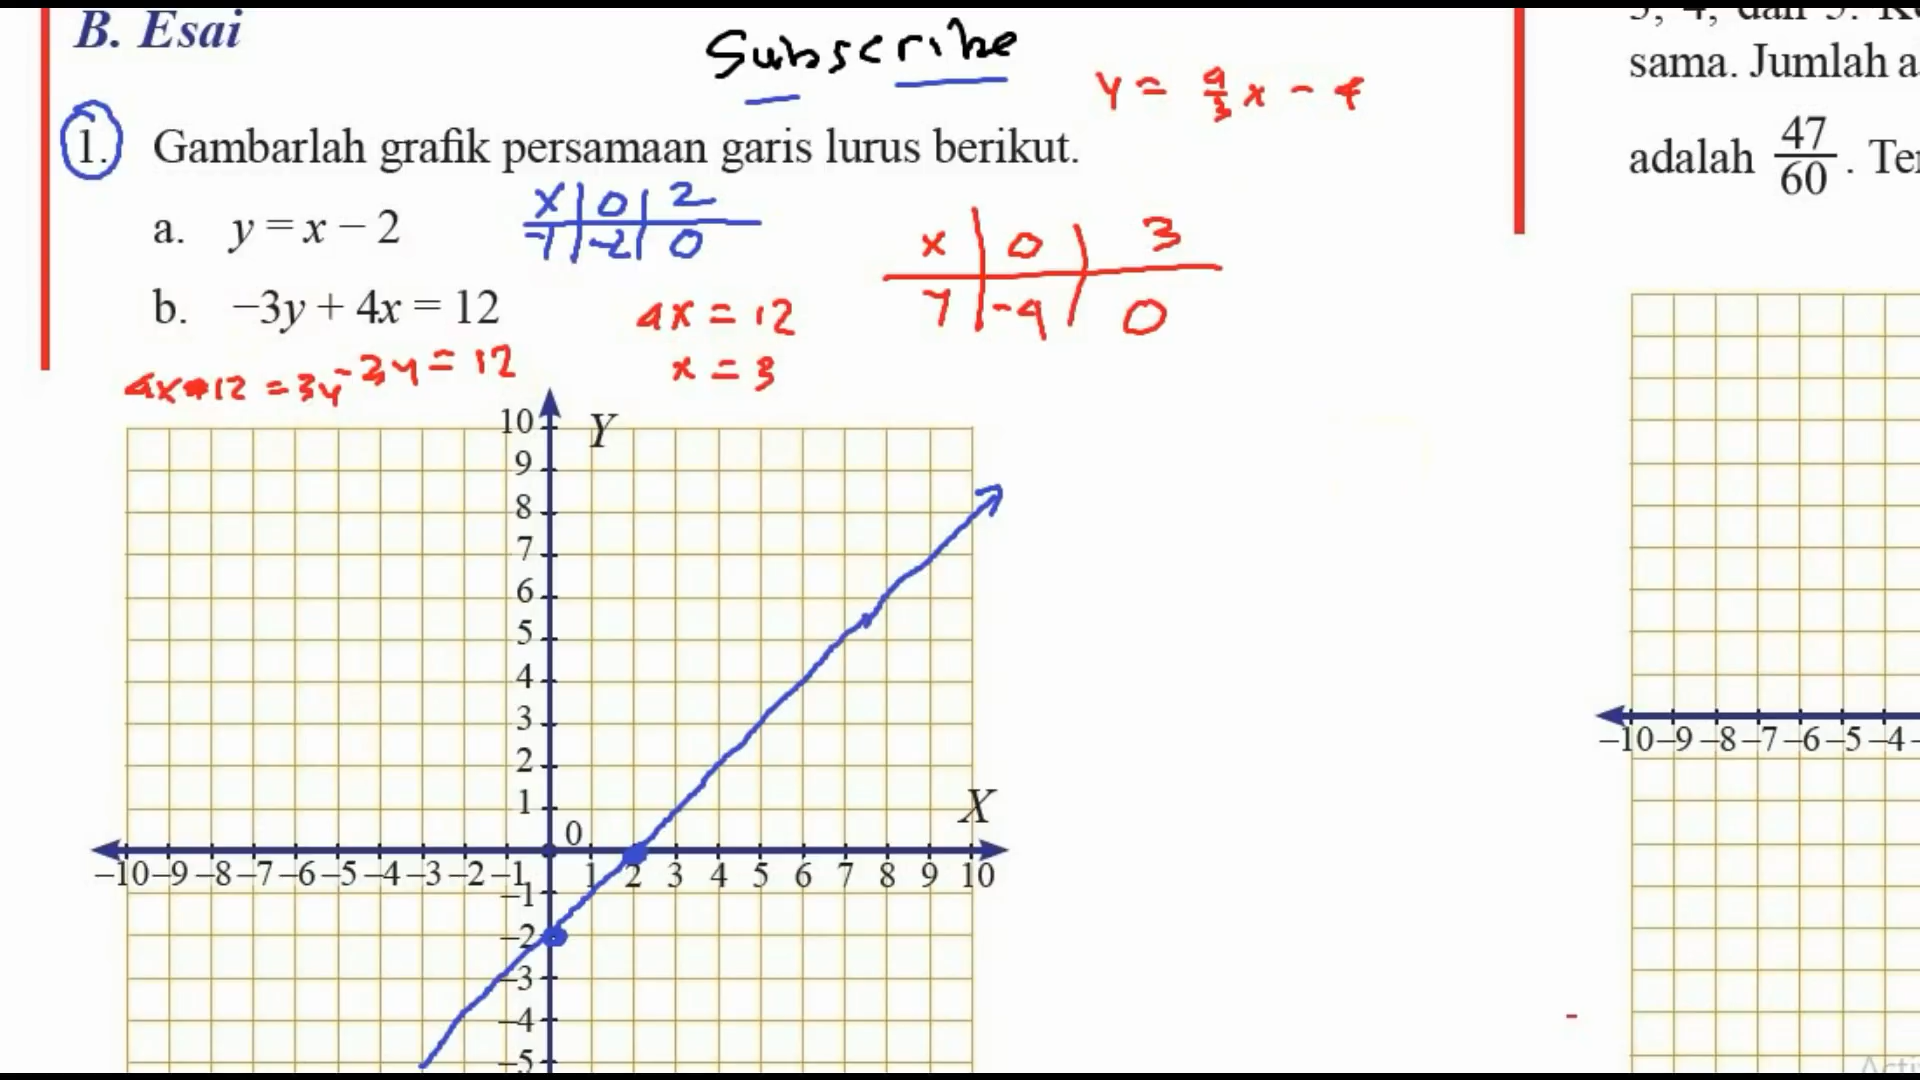 B. Esai
Subscribe
y = 4/3 x - 4
1. Gambarlah grafik persamaan garis lurus berikut.
a. y = x − 2
x | 0 | 2
y | -2 | 0
b. −3y + 4x = 12
4x = 12
x = 3
x | 0 | 3
y | -4 | 0
4x - 12 = 3y
-3y = 12
Y
10
9
8
7
6
5
4
3
2
1
X
0
–10 –9 –8 –7 –6 –5 –4 –3 –2 –1 1 2 3 4 5 6 7 8 9 10
–1
–2
–3
–4
–5
sama. Jumlah a
adalah 47/60 . Te
–10 –9 –8 –7 –6 –5 –4